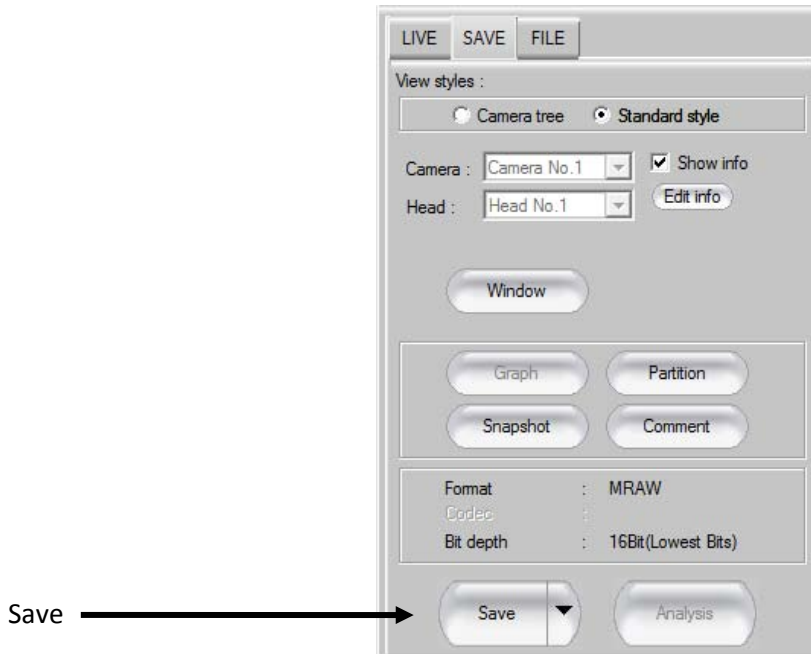 LIVE SAVE FILE
View styles :
Camera tree Standard style
Camera : Camera No.1 Show info
Head : Head No.1 Edit info
Window
Graph Partition
Snapshot Comment
Format : MRAW
Codec :
Bit depth : 16Bit(Lowest Bits)
Save Save Analysis